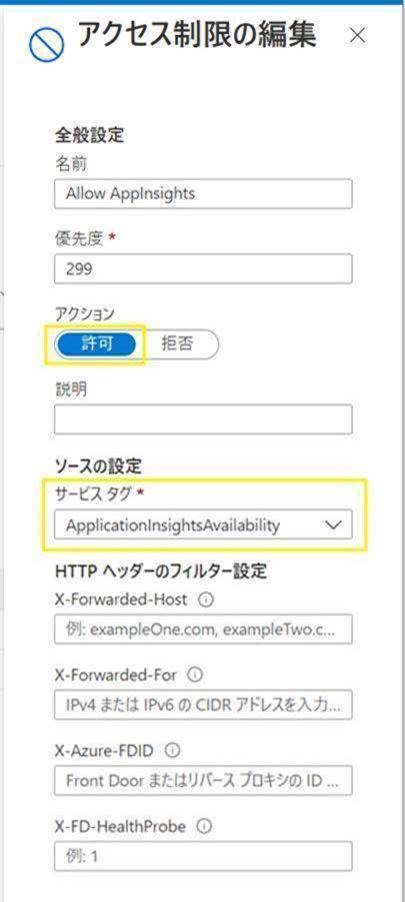 アクセス制限の編集
全般設定
名前
Allow AppInsights
優先度 *
299
アクション
許可 拒否
説明
ソースの設定
サービス タグ *
ApplicationInsightsAvailability
HTTP ヘッダーのフィルター設定
X-Forwarded-Host
例: exampleOne.com, exampleTwo.c...
X-Forwarded-For
IPv4 または IPv6 の CIDR アドレスを入力...
X-Azure-FDID
Front Door またはリバース プロキシの ID ...
X-FD-HealthProbe
例: 1